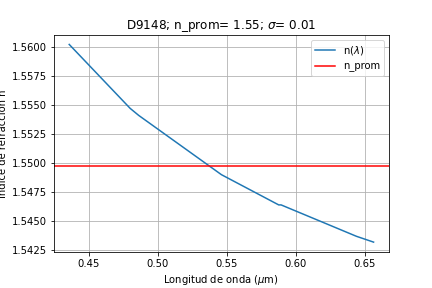 D9148; n_prom= 1.55; σ= 0.01
n(λ)
n_prom
1.5600
1.5575
1.5550
1.5525
1.5500
1.5475
1.5450
1.5425
de refracción n
0.45
0.50
0.55
0.60
0.65
Longitud de onda (μm)